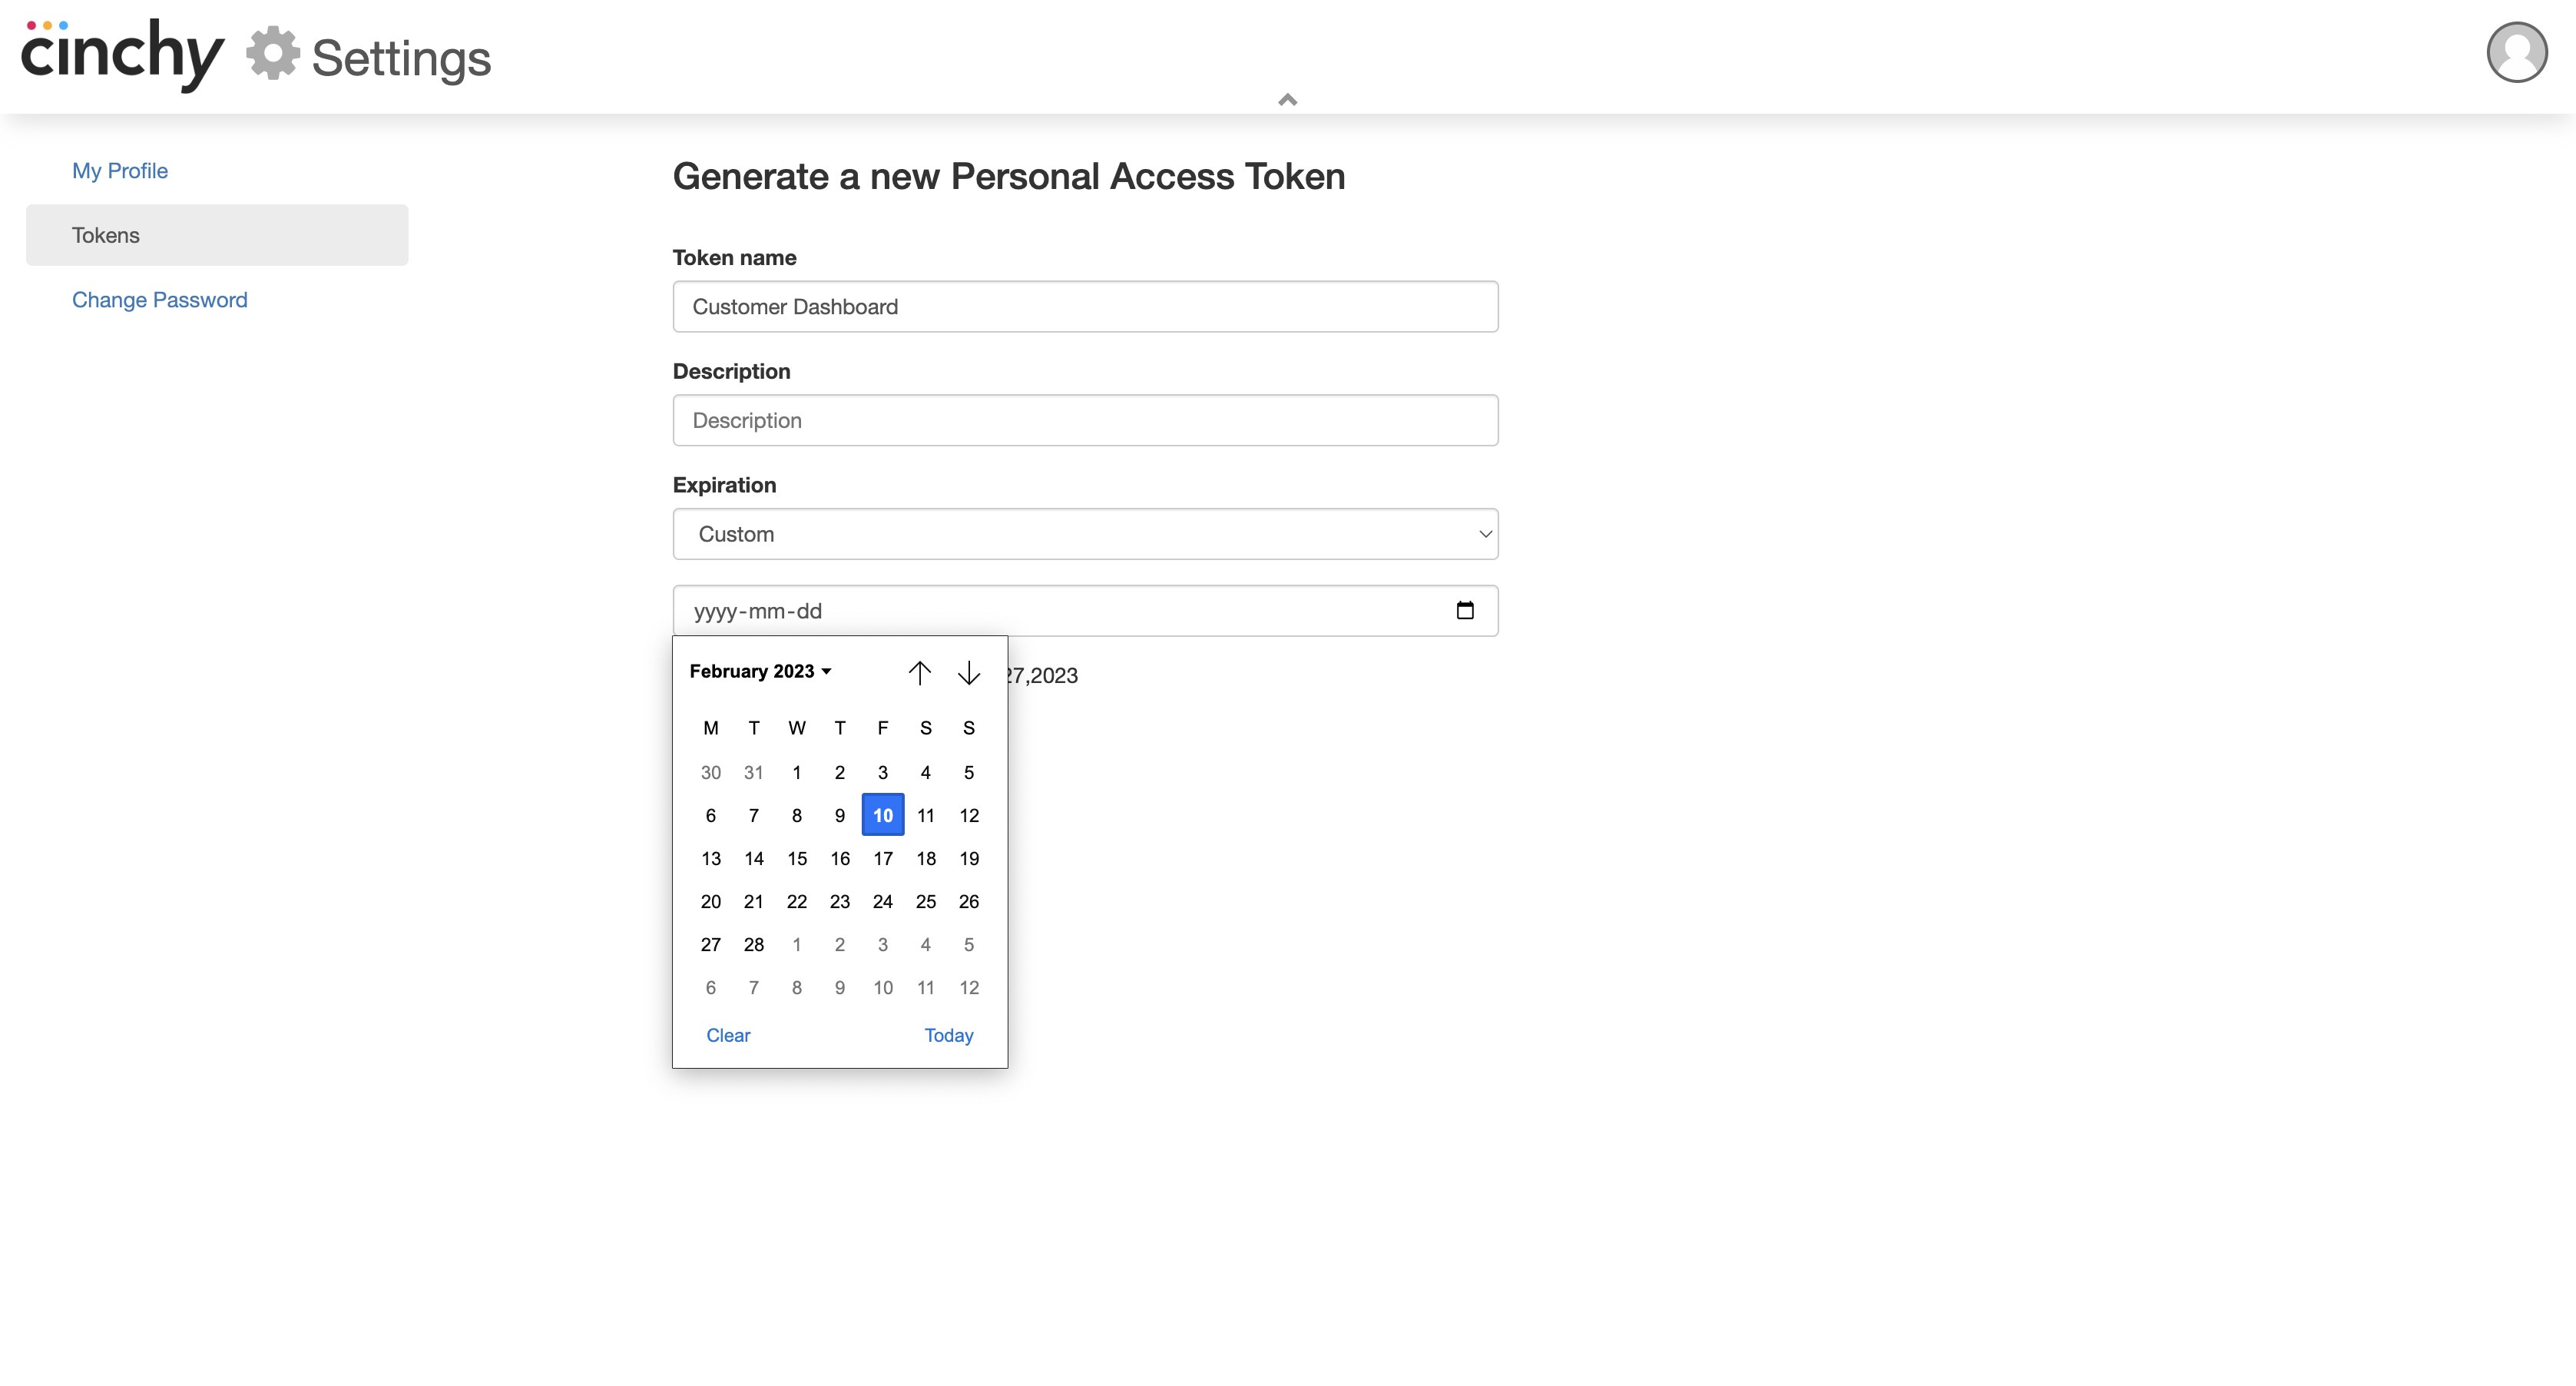 cinchy Settings
My Profile
Tokens
Change Password
Generate a new Personal Access Token
Token name
Customer Dashboard
Description
Description
Expiration
Custom
yyyy-mm-dd
27,2023
February 2023
M T W T F S S
30 31 1 2 3 4 5
6 7 8 9 10 11 12
13 14 15 16 17 18 19
20 21 22 23 24 25 26
27 28 1 2 3 4 5
6 7 8 9 10 11 12
Clear Today